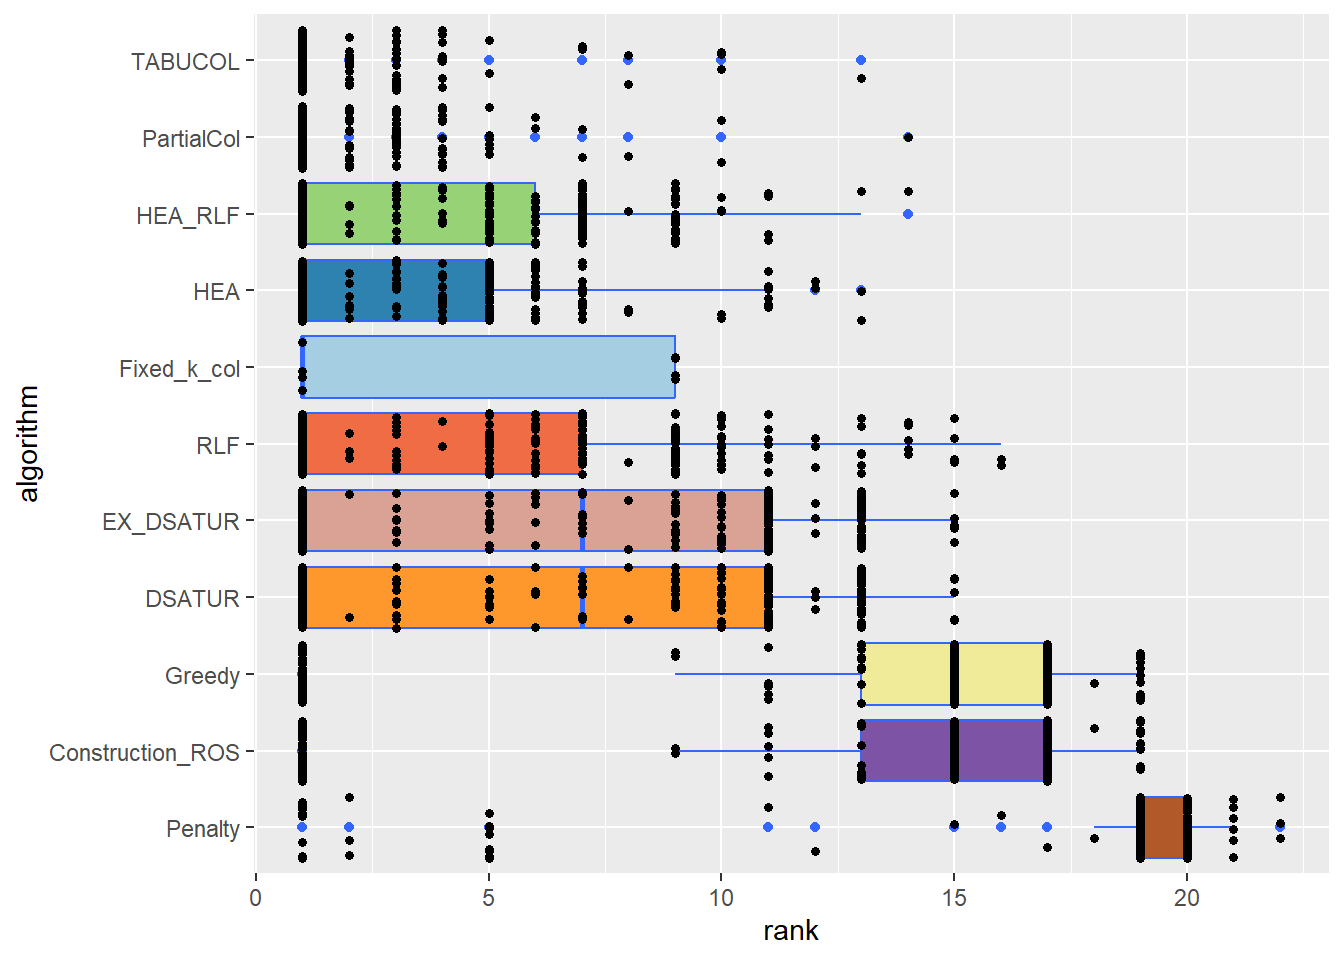 TABUCOL
PartialCol
HEA_RLF
HEA
Fixed_k_col
RLF
EX_DSATUR
DSATUR
Greedy
Construction_ROS
Penalty
algorithm
0 5 10 15 20
rank